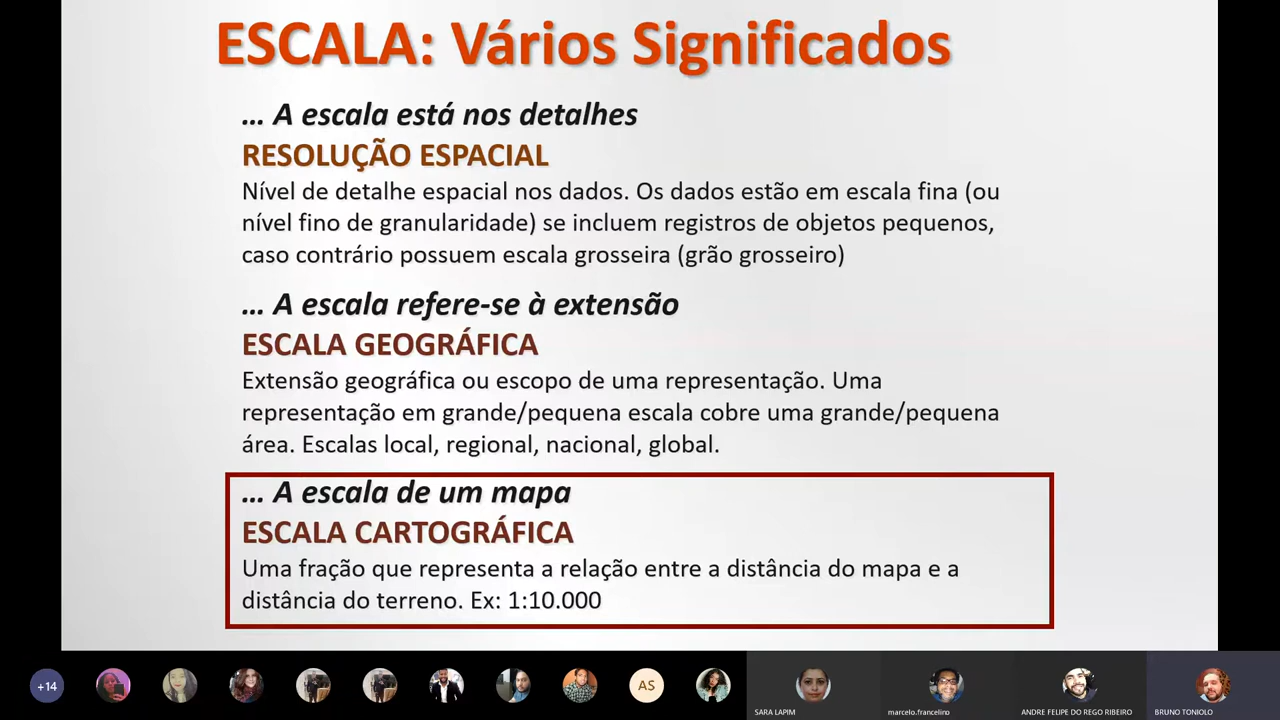 ESCALA: Vários Significados
... A escala está nos detalhes
RESOLUÇÃO ESPACIAL
Nível de detalhe espacial nos dados. Os dados estão em escala fina (ou
nível fino de granularidade) se incluem registros de objetos pequenos,
caso contrário possuem escala grosseira (grão grosseiro)
... A escala refere-se à extensão
ESCALA GEOGRÁFICA
Extensão geográfica ou escopo de uma representação. Uma
representação em grande/pequena escala cobre uma grande/pequena
área. Escalas local, regional, nacional, global.
... A escala de um mapa
ESCALA CARTOGRÁFICA
Uma fração que representa a relação entre a distância do mapa e a
distância do terreno. Ex: 1:10.000
+14
AS
SARA LAPIM
marcelo.francelino
ANDRE FELIPE DO REGO RIBEIRO
BRUNO TONIOLO